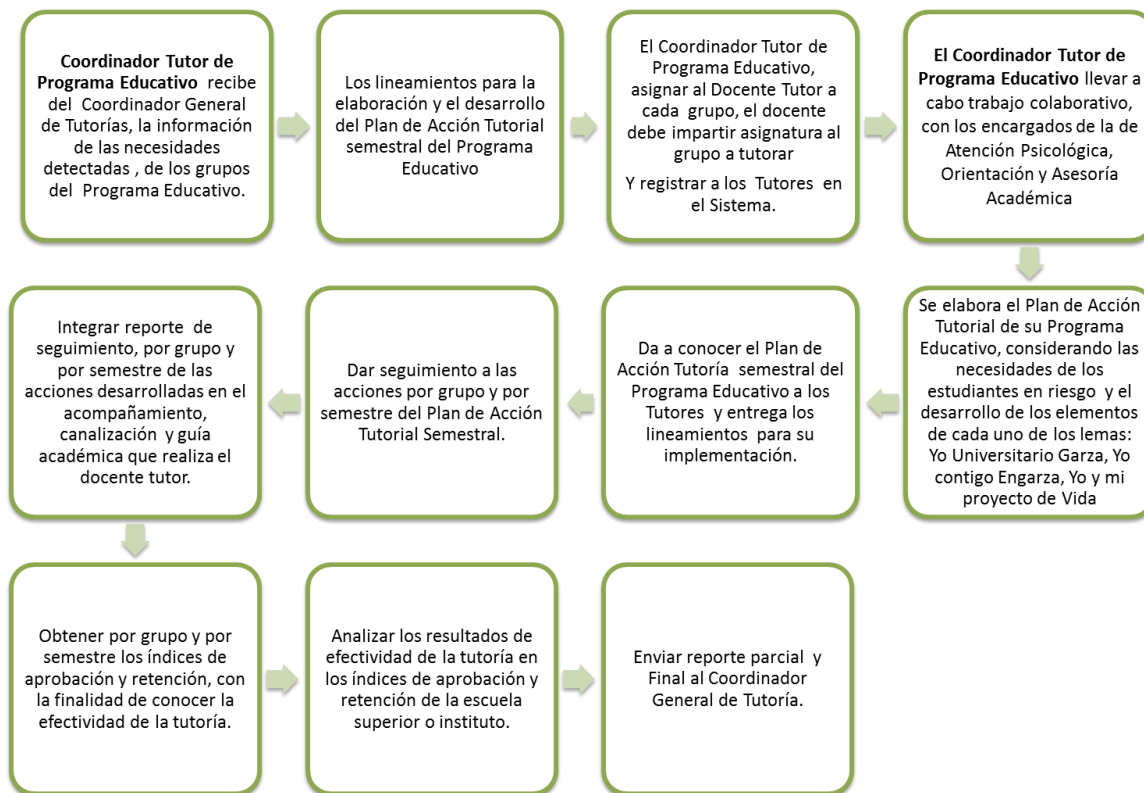 Coordinador Tutor de
Programa Educativo recibe
del Coordinador General
de Tutorías, la información
de las necesidades
detectadas , de los grupos
del Programa Educativo.
Los lineamientos para la
elaboración y el desarrollo
del Plan de Acción Tutorial
semestral del Programa
Educativo
El Coordinador Tutor de
Programa Educativo,
asignar al Docente Tutor a
cada grupo, el docente
debe impartir asignatura al
grupo a tutorar
Y registrar a los Tutores en
el Sistema.
El Coordinador Tutor de
Programa Educativo llevar a
cabo trabajo colaborativo,
con los encargados de la de
Atención Psicológica,
Orientación y Asesoría
Académica
Se elabora el Plan de Acción
Tutorial de su Programa
Educativo, considerando las
necesidades de los
estudiantes en riesgo y el
desarrollo de los elementos
de cada uno de los lemas:
Yo Universitario Garza, Yo
contigo Engarza, Yo y mi
proyecto de Vida
Da a conocer el Plan de
Acción Tutoría semestral del
Programa Educativo a los
Tutores y entrega los
lineamientos para su
implementación.
Dar seguimiento a las
acciones por grupo y por
semestre del Plan de Acción
Tutorial Semestral.
Integrar reporte de
seguimiento, por grupo y
por semestre de las
acciones desarrolladas en el
acompañamiento,
canalización y guía
académica que realiza el
docente tutor.
Obtener por grupo y por
semestre los índices de
aprobación y retención, con
la finalidad de conocer la
efectividad de la tutoría.
Analizar los resultados de
efectividad de la tutoría en
los índices de aprobación y
retención de la escuela
superior o instituto.
Enviar reporte parcial y
Final al Coordinador
General de Tutoría.